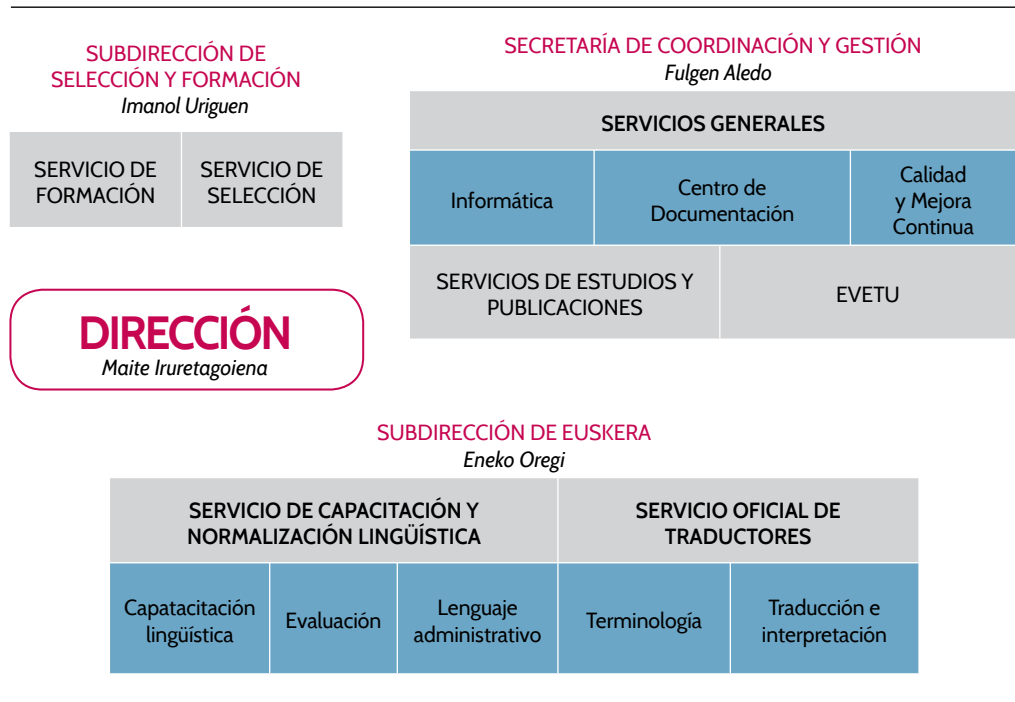 SUBDIRECCIÓN DE
SELECCIÓN Y FORMACIÓN
Imanol Uriguen
SERVICIO DE
FORMACIÓN
SERVICIO DE
SELECCIÓN
SECRETARÍA DE COORDINACIÓN Y GESTIÓN
Fulgen Aledo
SERVICIOS GENERALES
Informática
Centro de
Documentación
Calidad
y Mejora
Continua
SERVICIOS DE ESTUDIOS Y
PUBLICACIONES
EVETU
DIRECCIÓN
Maite Iruretagoiena
SUBDIRECCIÓN DE EUSKERA
Eneko Oregi
SERVICIO DE CAPACITACIÓN Y
NORMALIZACIÓN LINGÜÍSTICA
SERVICIO OFICIAL DE
TRADUCTORES
Capatacitación
lingüística
Evaluación
Lenguaje
administrativo
Terminología
Traducción e
interpretación